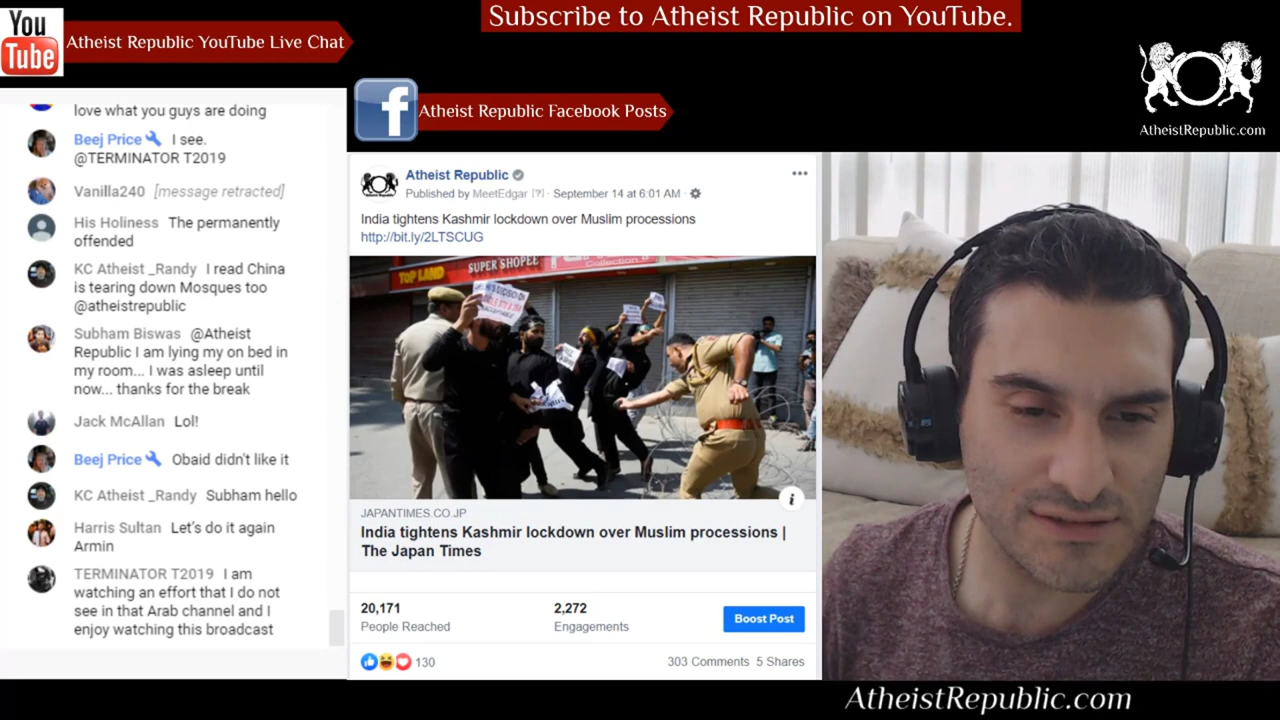 You
Tube
Atheist Republic YouTube Live Chat
Subscribe to Atheist Republic on YouTube.
AtheistRepublic.com
f
Atheist Republic Facebook Posts
love what you guys are doing
Beej Price I see.
@TERMINATOR T2019
Vanilla240 [message retracted]
His Holiness The permanently
offended
KC Atheist _Randy I read China
is tearing down Mosques too
@atheistrepublic
Subham Biswas @Atheist
Republic I am lying my on bed in
my room... I was asleep until
now... thanks for the break
Jack McAllan Lol!
Beej Price Obaid didn't like it
KC Atheist _Randy Subham hello
Harris Sultan Let's do it again
Armin
TERMINATOR T2019 I am
watching an effort that I do not
see in that Arab channel and I
enjoy watching this broadcast
Atheist Republic
Published by MeetEdgar [?] · September 14 at 6:01 AM ·
India tightens Kashmir lockdown over Muslim processions
http://bit.ly/2LTSCUG
TOP LAND
SUPER SHOPEE
Collection
JAPANTIMES.CO.JP
India tightens Kashmir lockdown over Muslim processions |
The Japan Times
20,171
People Reached
2,272
Engagements
Boost Post
130
303 Comments 5 Shares
AtheistRepublic.com